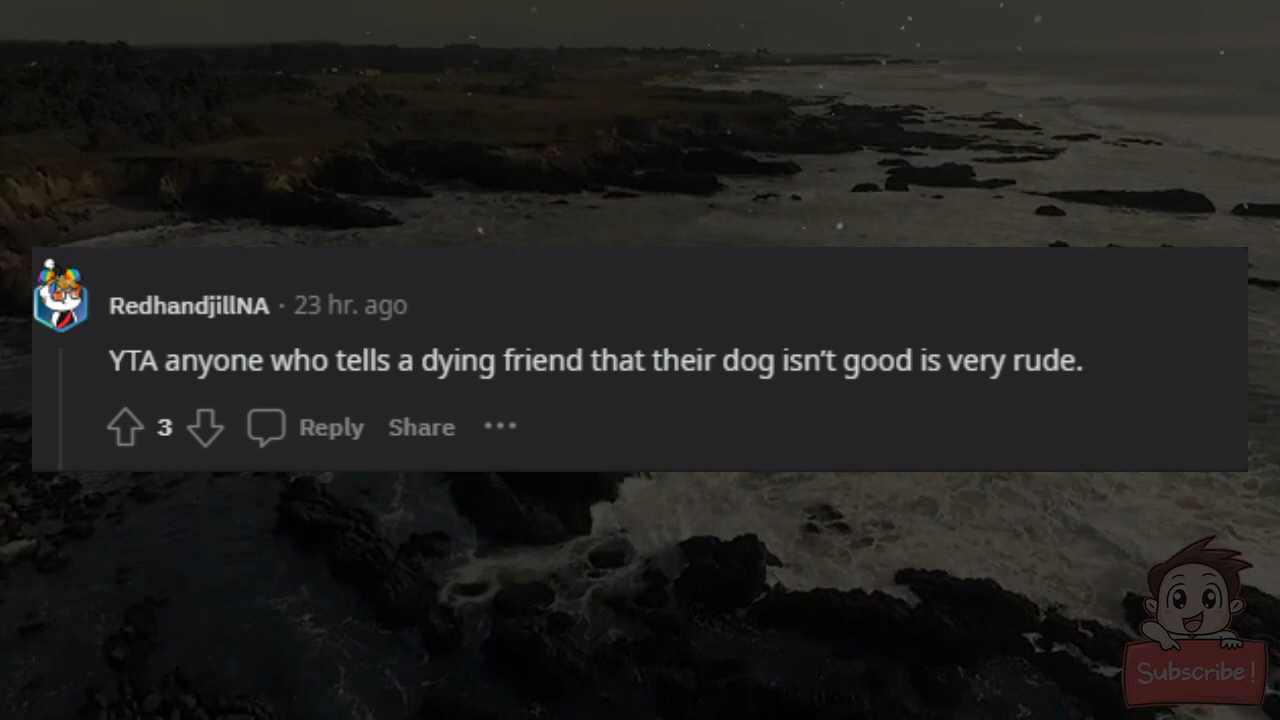 RedhandjillNA · 23 hr. ago
YTA anyone who tells a dying friend that their dog isn't good is very rude.
3 Reply Share •••
Subscribe!